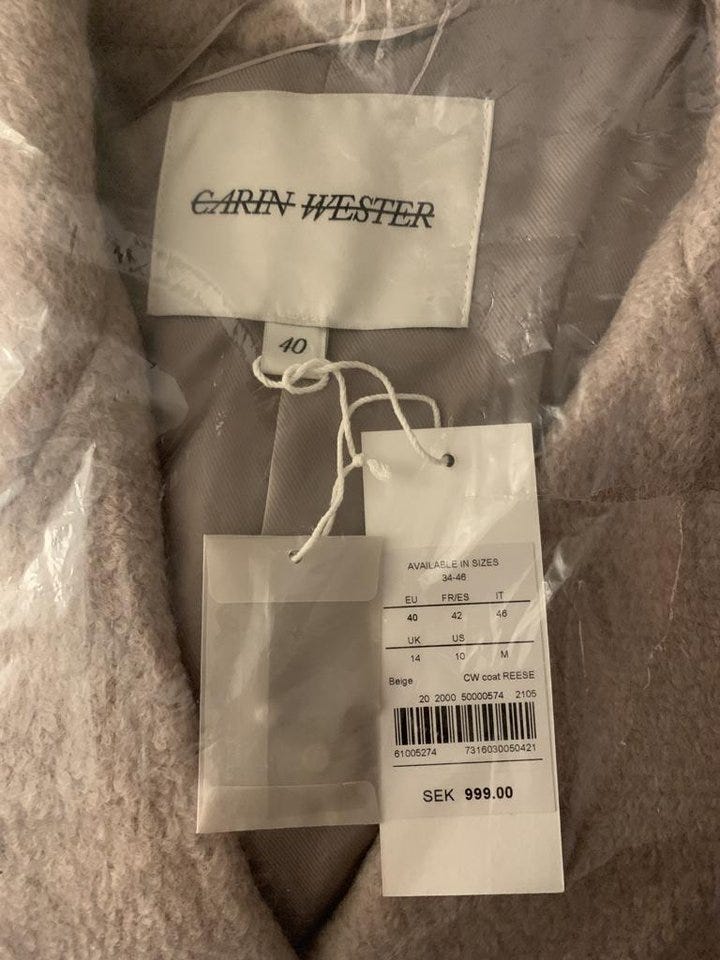 CARIN WESTER
40
AVAILABLE IN SIZES
34-46
EU FR/ES IT
40 42 46
UK US
14 10 M
Beige CW coat REESE
20 2000 50000574 2105
61005274 7316030050421
SEK 999.00